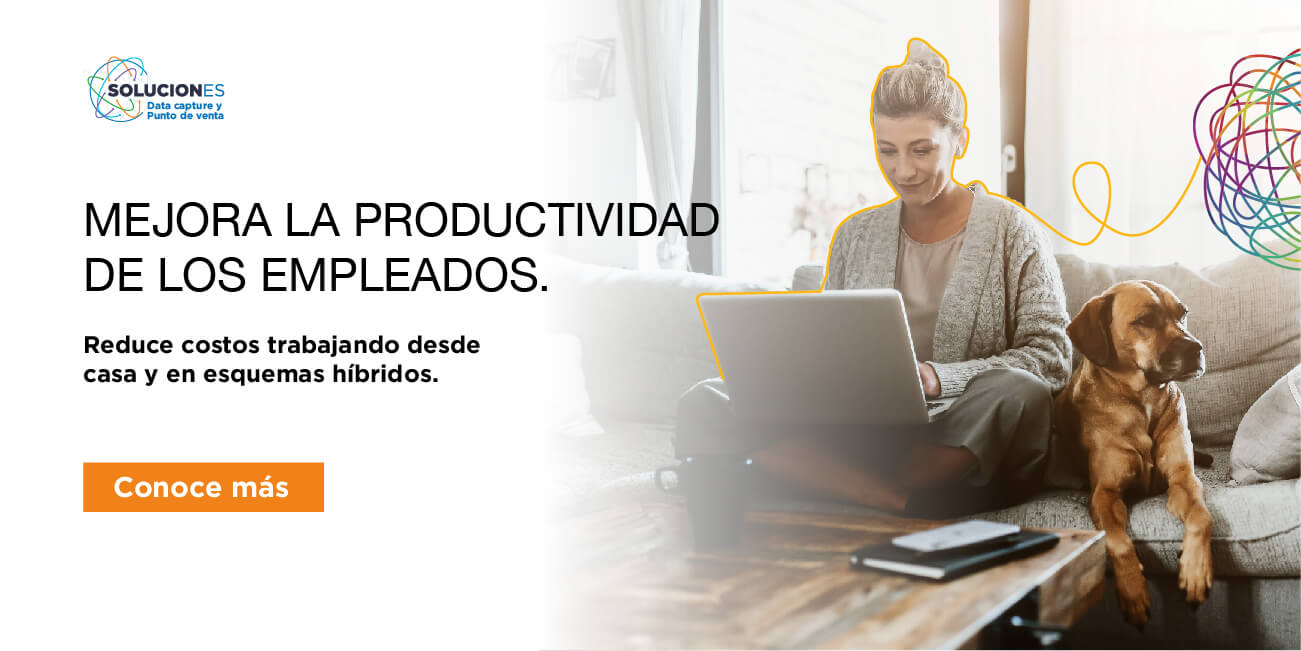 SOLUCIONES
Data capture y
Punto de venta
MEJORA LA PRODUCTIVIDAD
DE LOS EMPLEADOS.
Reduce costos trabajando desde
casa y en esquemas híbridos.
Conoce más